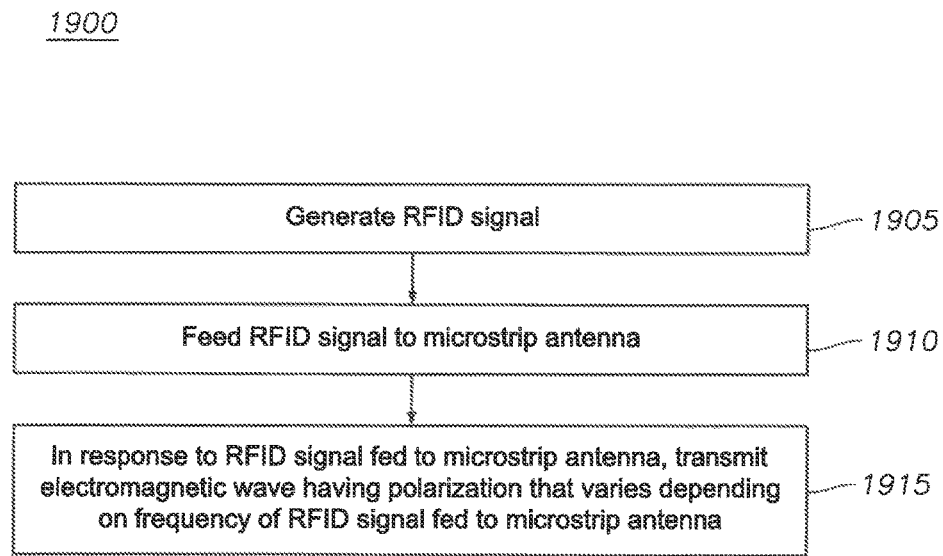 1900
Generate RFID signal
1905
Feed RFID signal to microstrip antenna
1910
In response to RFID signal fed to microstrip antenna, transmit
electromagnetic wave having polarization that varies depending
on frequency of RFID signal fed to microstrip antenna
1915